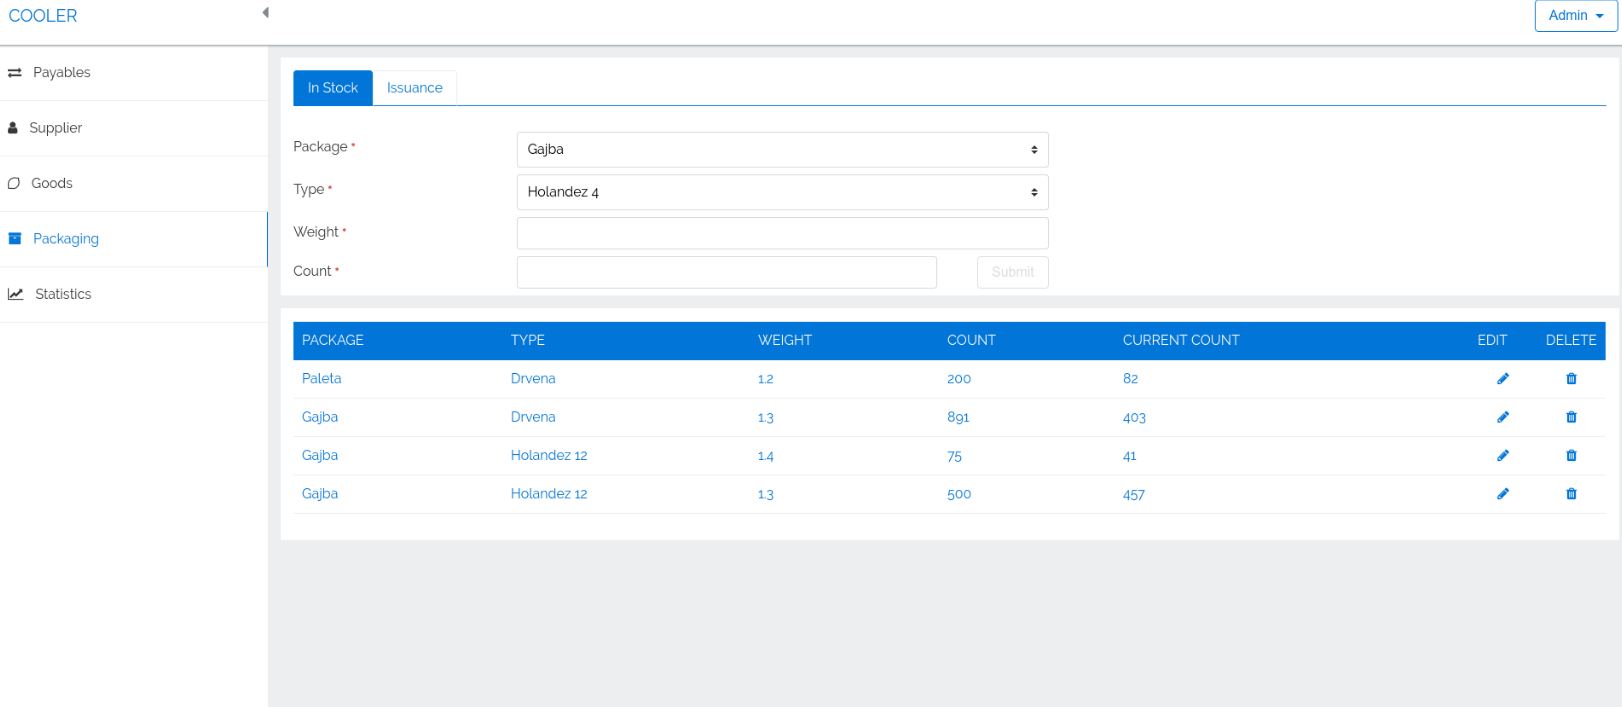 COOLER
Admin
Payables
Supplier
Goods
Packaging
Statistics
In Stock Issuance
Package * Gajba
Type * Holandez 4
Weight *
Count * Submit
PACKAGE TYPE WEIGHT COUNT CURRENT COUNT EDIT DELETE
Paleta Drvena 1.2 200 82
Gajba Drvena 1.3 891 403
Gajba Holandez 12 1.4 75 41
Gajba Holandez 12 1.3 500 457